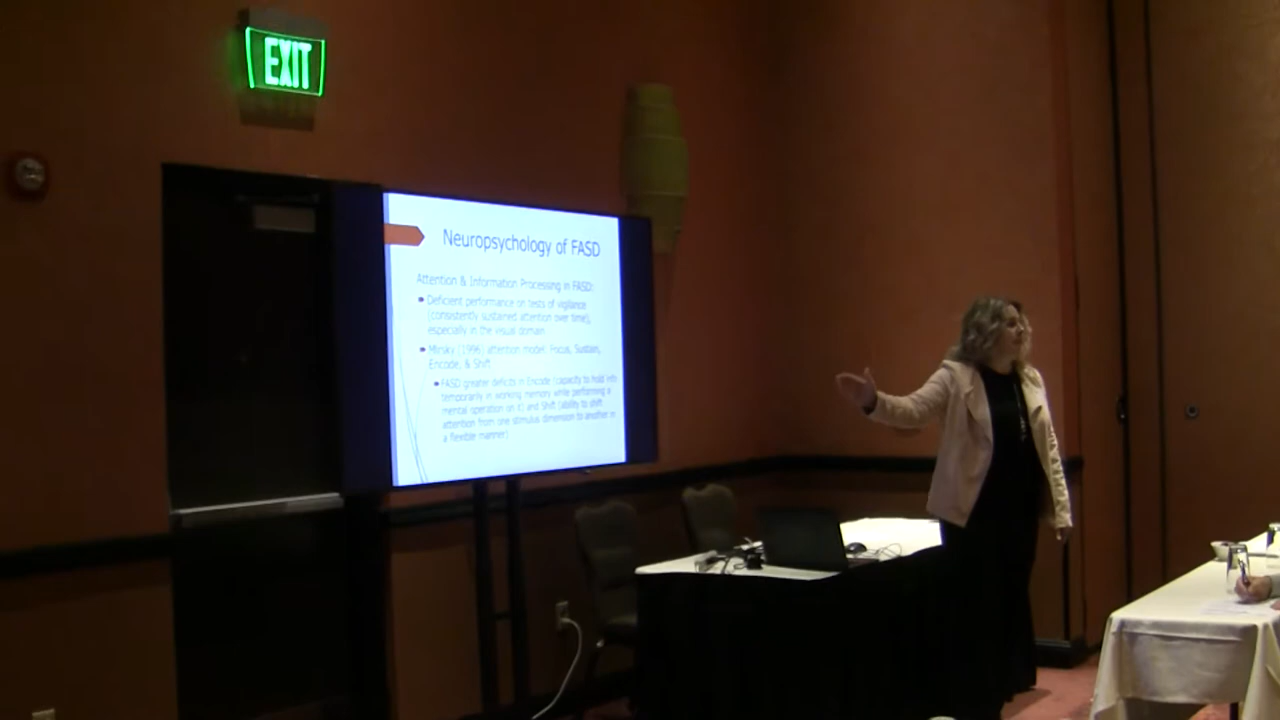 EXIT
Neuropsychology of FASD
Attention & Information Processing in FASD:
Deficient performance on tests of vigilance
(consistently sustained attention over time),
especially in the visual domain
Mirsky (1996) attention model: Focus, Sustain,
Encode, & Shift
FASD greater deficits in Encode (capacity to hold info
temporarily in working memory while performing a
mental operation on it) and Shift (ability to shift
attention from one stimulus dimension to another in
a flexible manner)